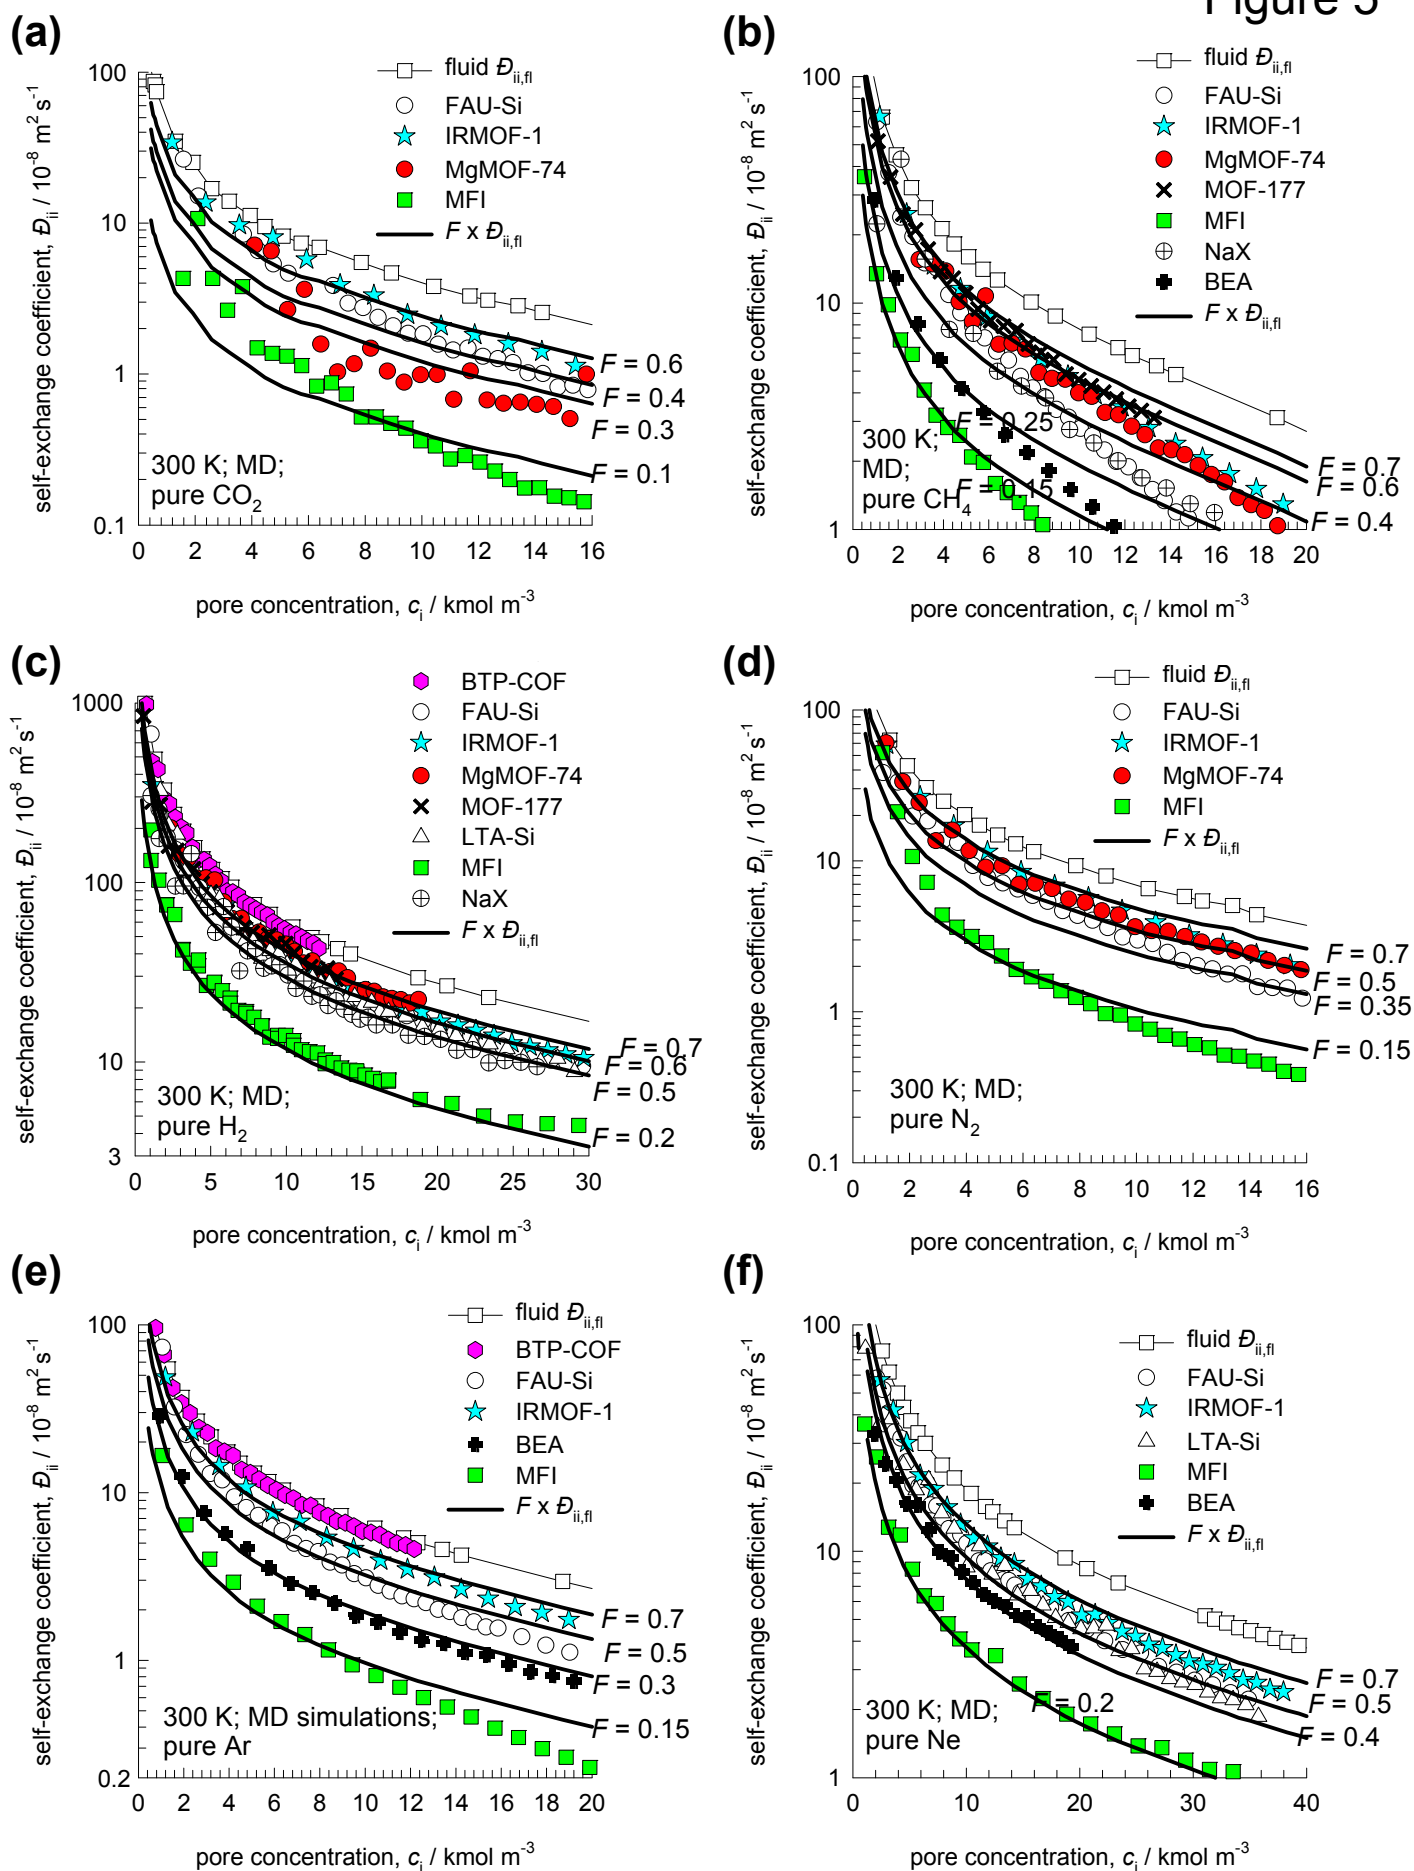 Figure 5
(a)
100
10
1
0.1
self-exchange coefficient, Đii / 10-8 m2 s-1
fluid Đii,fl
FAU-Si
IRMOF-1
MgMOF-74
MFI
F x Đii,fl
F = 0.6
F = 0.4
F = 0.3
F = 0.1
300 K; MD;
pure CO2
0 2 4 6 8 10 12 14 16
pore concentration, ci / kmol m-3
(b)
100
10
1
self-exchange coefficient, Đii / 10-8 m2 s-1
fluid Đii,fl
FAU-Si
IRMOF-1
MgMOF-74
MOF-177
MFI
NaX
BEA
F x Đii,fl
F = 0.25
F = 0.15
F = 0.7
F = 0.6
F = 0.4
300 K;
MD;
pure CH4
0 2 4 6 8 10 12 14 16 18 20
pore concentration, ci / kmol m-3
(c)
1000
100
10
3
self-exchange coefficient, Đii / 10-8 m2 s-1
BTP-COF
FAU-Si
IRMOF-1
MgMOF-74
MOF-177
LTA-Si
MFI
NaX
F x Đii,fl
F = 0.7
F = 0.6
F = 0.5
F = 0.2
300 K; MD;
pure H2
0 5 10 15 20 25 30
pore concentration, ci / kmol m-3
(d)
100
10
1
0.1
self-exchange coefficient, Đii / 10-8 m2 s-1
fluid Đii,fl
FAU-Si
IRMOF-1
MgMOF-74
MFI
F x Đii,fl
F = 0.7
F = 0.5
F = 0.35
F = 0.15
300 K; MD;
pure N2
0 2 4 6 8 10 12 14 16
pore concentration, ci / kmol m-3
(e)
100
10
1
0.2
self-exchange coefficient, Đii / 10-8 m2 s-1
fluid Đii,fl
BTP-COF
FAU-Si
IRMOF-1
BEA
MFI
F x Đii,fl
F = 0.7
F = 0.5
F = 0.3
F = 0.15
300 K; MD simulations;
pure Ar
0 2 4 6 8 10 12 14 16 18 20
pore concentration, ci / kmol m-3
(f)
100
10
1
self-exchange coefficient, Đii / 10-8 m2 s-1
fluid Đii,fl
FAU-Si
IRMOF-1
LTA-Si
MFI
BEA
F x Đii,fl
F = 0.2
F = 0.7
F = 0.5
F = 0.4
300 K; MD;
pure Ne
0 10 20 30 40
pore concentration, ci / kmol m-3